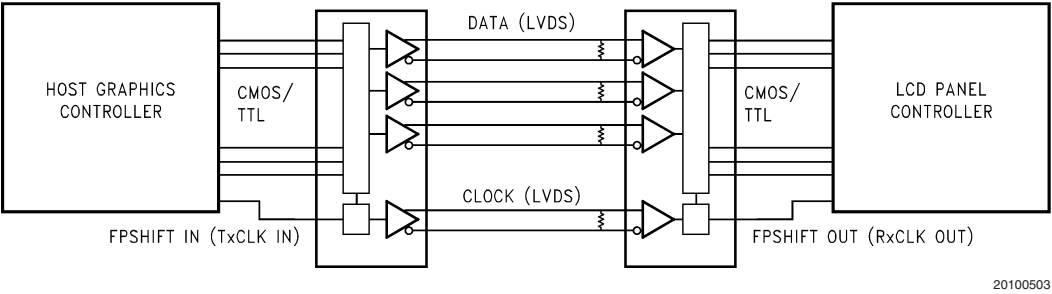 DATA (LVDS)
HOST GRAPHICS
CONTROLLER
CMOS/
TTL
CMOS/
TTL
LCD PANEL
CONTROLLER
CLOCK (LVDS)
FPSHIFT IN (TxCLK IN)
FPSHIFT OUT (RxCLK OUT)
20100503